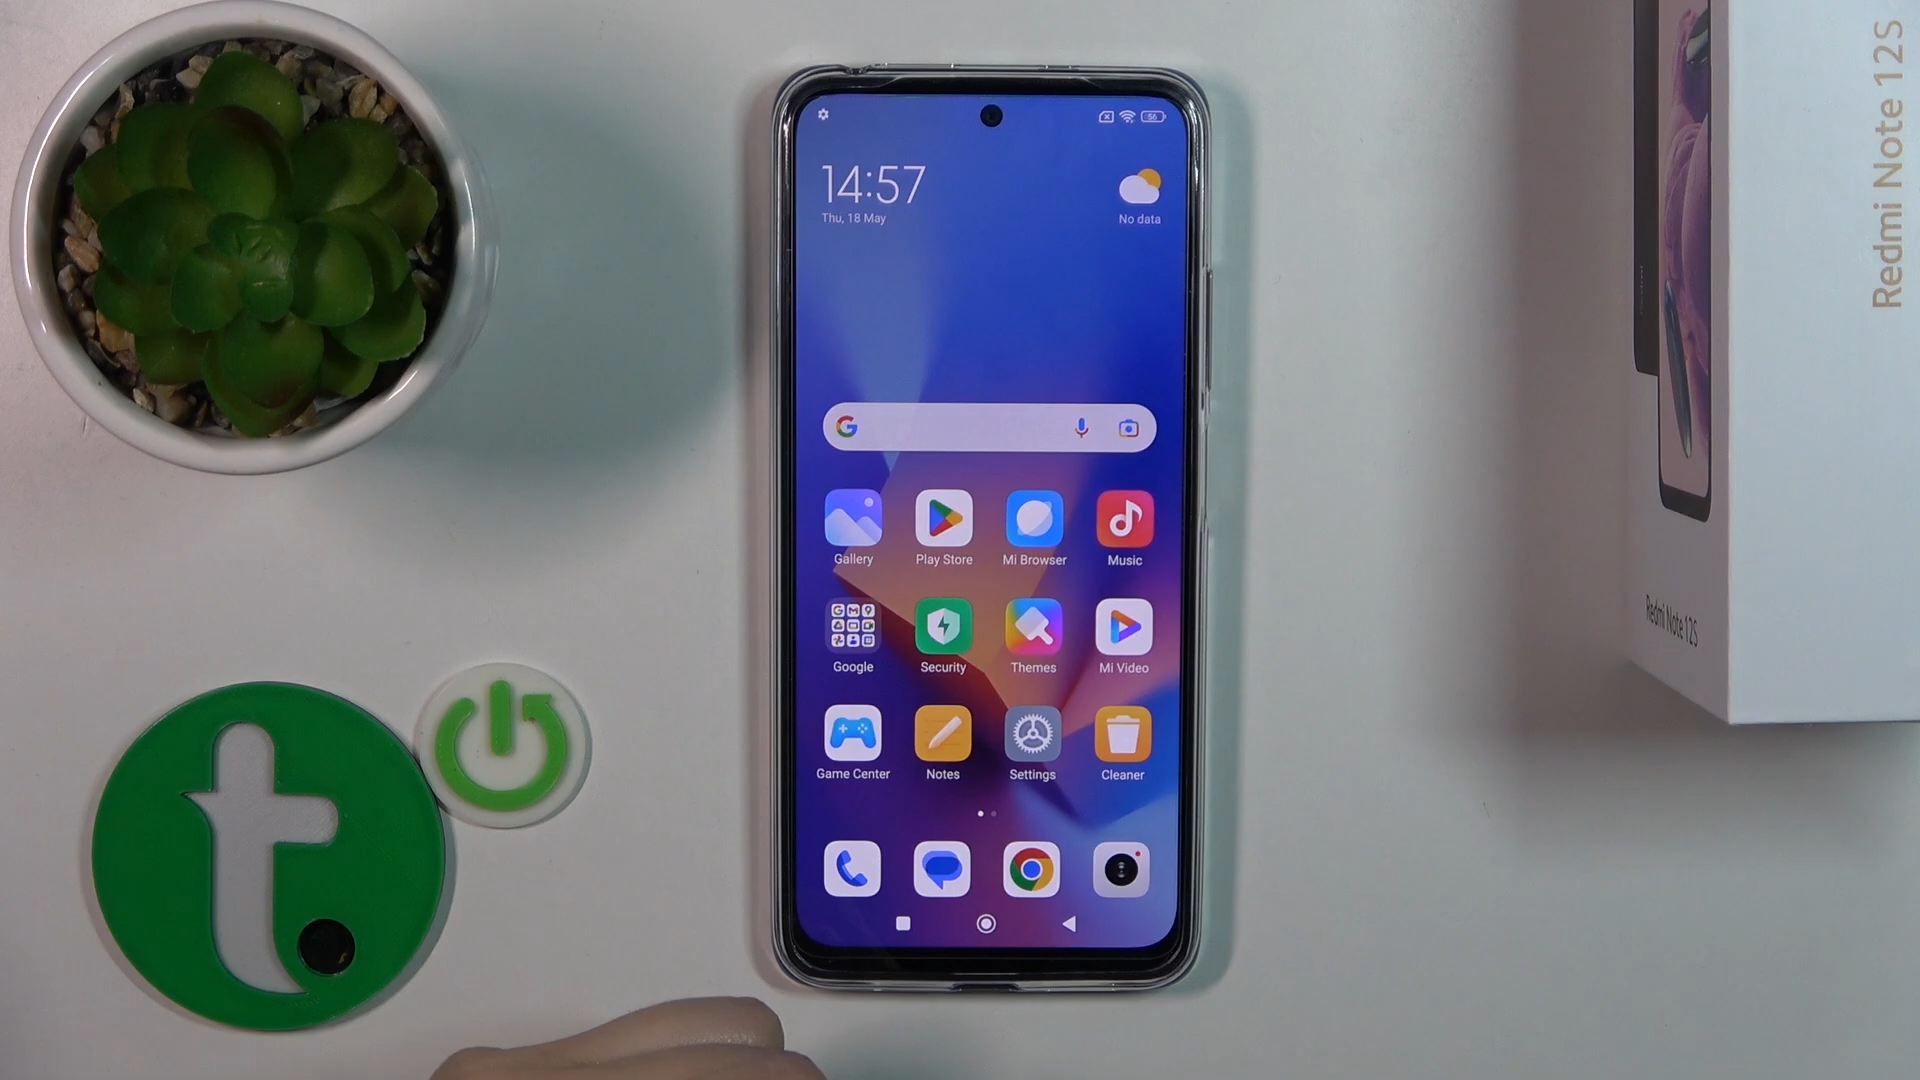 56
14:57
Thu, 18 May
No data
Gallery
Play Store
Mi Browser
Music
Google
Security
Themes
Mi Video
Game Center
Notes
Settings
Cleaner
t
Redmi Note 12S
Redmi Note 12S